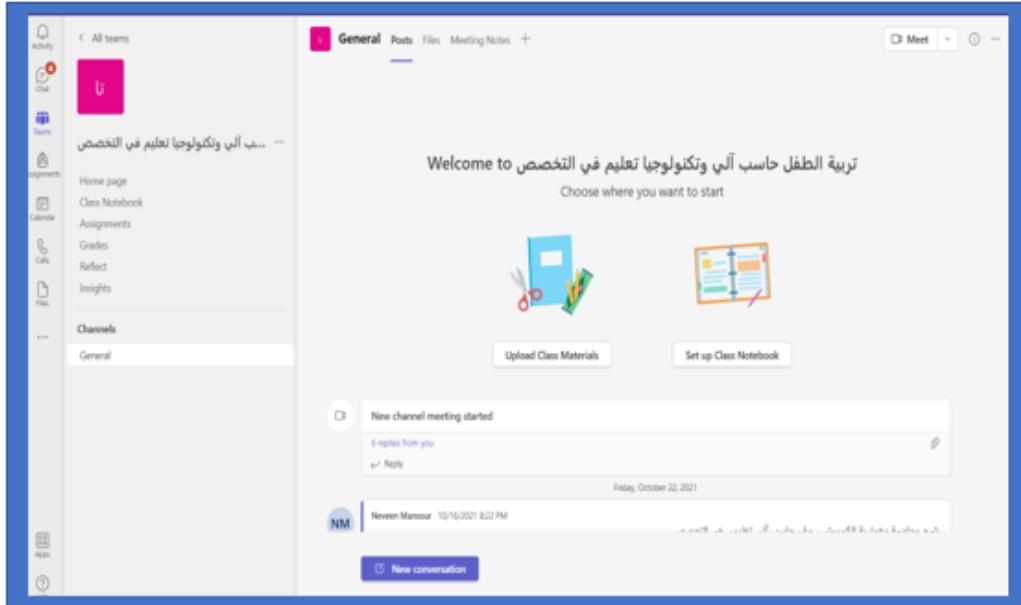 Activity
Chat
4
Teams
Assignments
Calendar
Calls
Files
Apps
All teams
تا
...ب آلي وتكنولوجيا تعليم في التخصص
Home page
Class Notebook
Assignments
Grades
Reflect
Insights
Channels
General
General Posts Files Meeting Notes
Meet
Welcome to تربية الطفل حاسب آلي وتكنولوجيا تعليم في التخصص
Choose where you want to start
Upload Class Materials
Set up Class Notebook
New channel meeting started
6 replies from you
Reply
Friday, October 22, 2021
NM
Neveen Mansour 10/16/2021 8:22 PM
New conversation